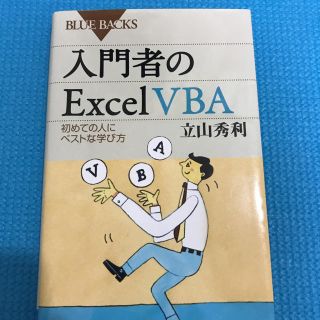 BLUE BACKS
入門者の
Excel VBA
初めての人に
ベストな学び方
立山秀利
V
B
A